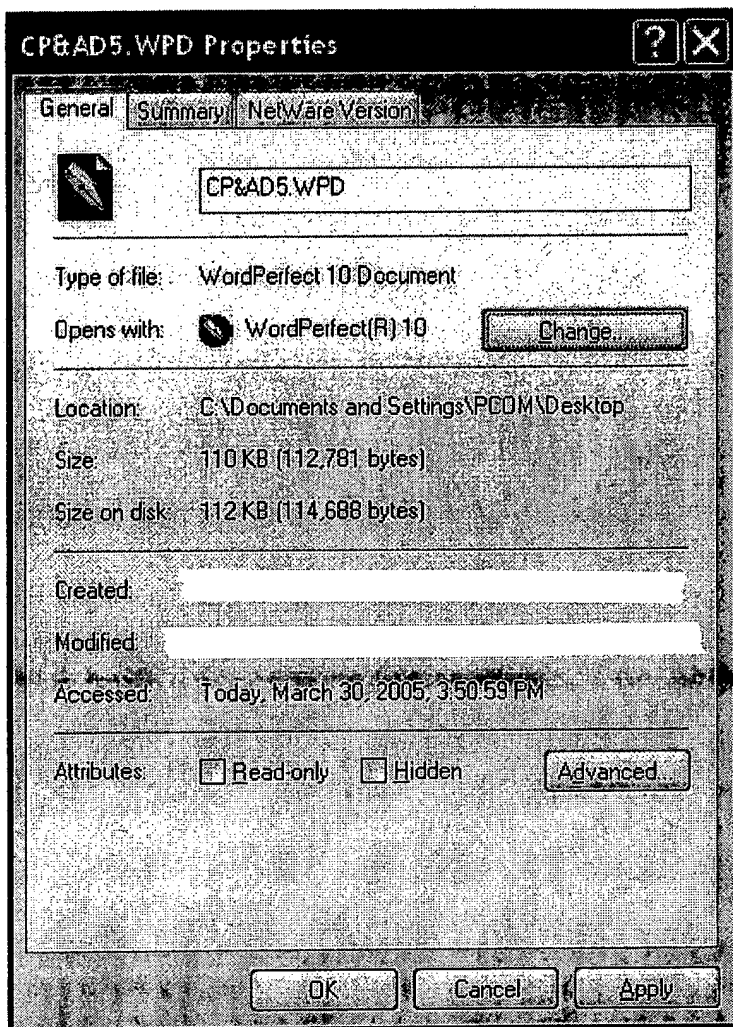 CP&AD5.WPD Properties
General Summary NetWare Version
CP&AD5.WPD
Type of file: WordPerfect 10 Document
Opens with: WordPerfect(R) 10 Change...
Location: C:\Documents and Settings\PCOM\Desktop
Size: 110 KB (112,781 bytes)
Size on disk: 112 KB (114,688 bytes)
Created:
Modified:
Accessed: Today, March 30, 2005, 3:50:59 PM
Attributes: Read-only Hidden Advanced...
OK Cancel Apply